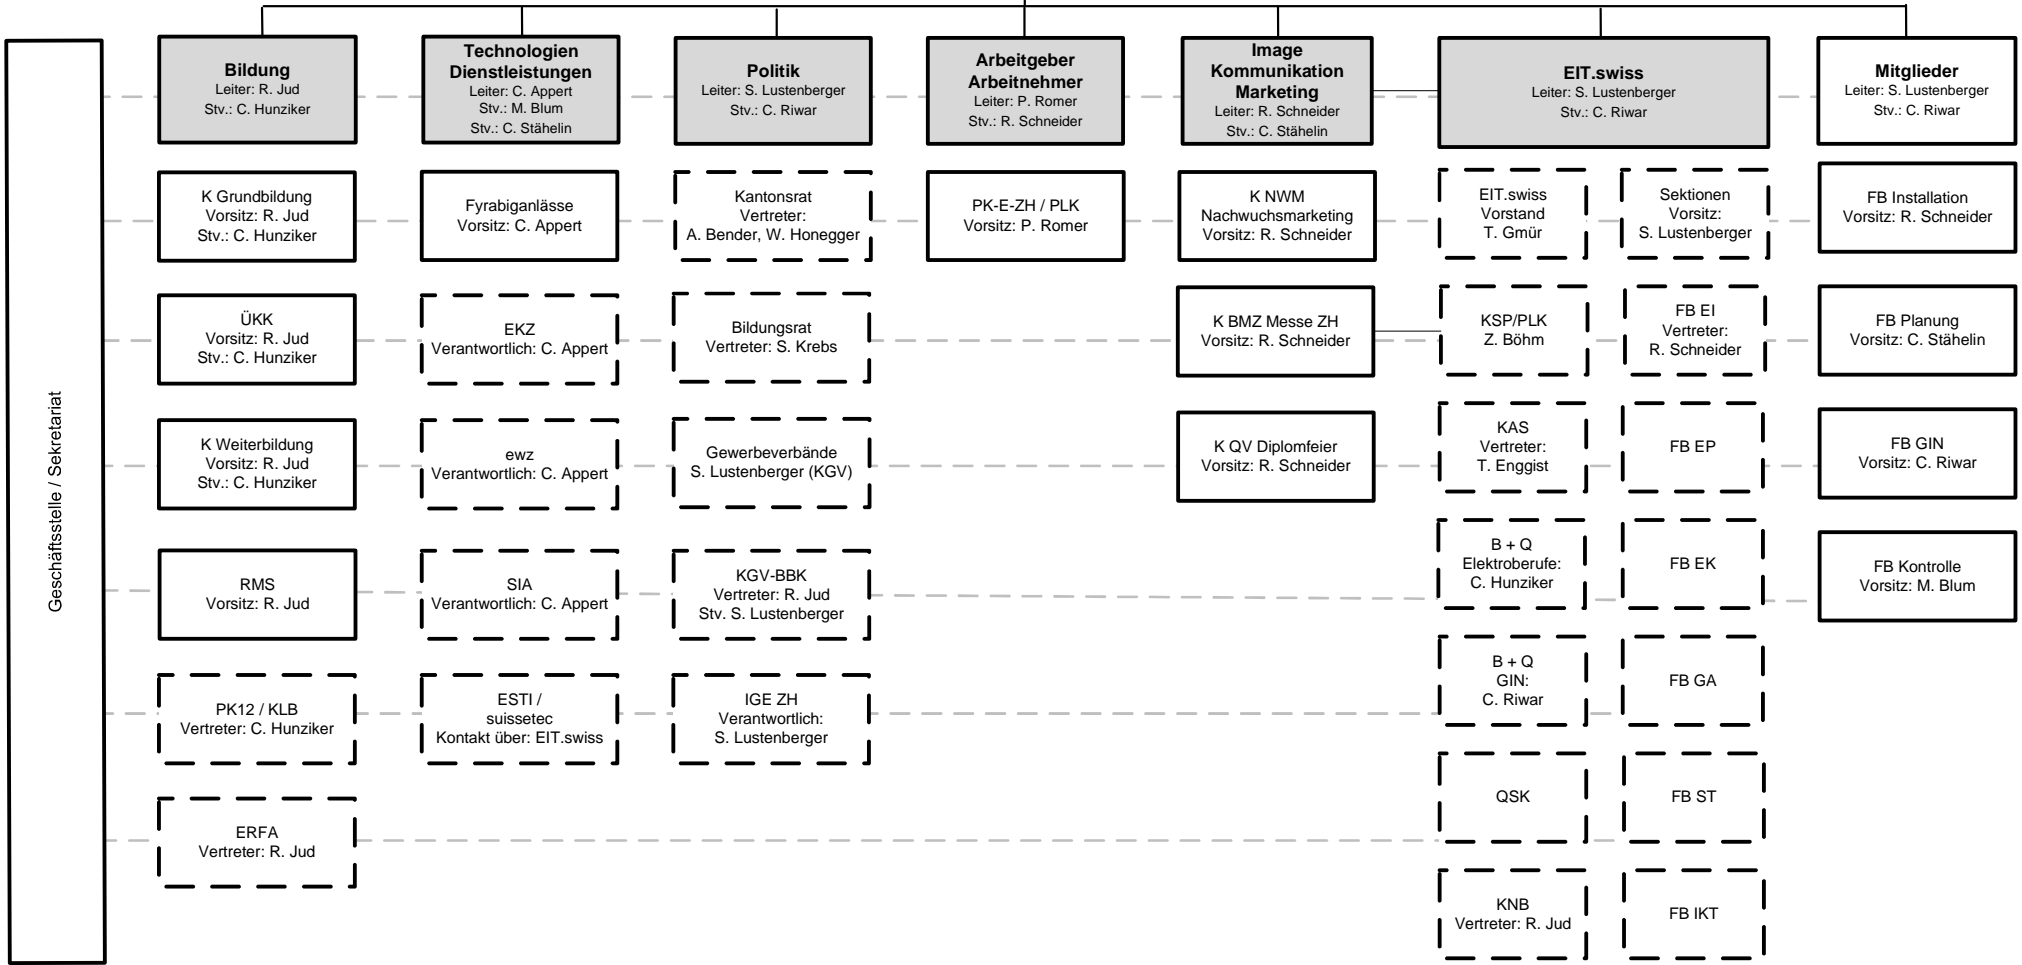 Geschäftsstelle / Sekretariat
Bildung
Leiter: R. Jud
Stv.: C. Hunziker
K Grundbildung
Vorsitz: R. Jud
Stv.: C. Hunziker
ÜKK
Vorsitz: R. Jud
Stv.: C. Hunziker
K Weiterbildung
Vorsitz: R. Jud
Stv.: C. Hunziker
RMS
Vorsitz: R. Jud
PK12 / KLB
Vertreter: C. Hunziker
ERFA
Vertreter: R. Jud
Technologien
Dienstleistungen
Leiter: C. Appert
Stv.: M. Blum
Stv.: C. Stähelin
Fyrabiganlässe
Vorsitz: C. Appert
EKZ
Verantwortlich: C. Appert
ewz
Verantwortlich: C. Appert
SIA
Verantwortlich: C. Appert
ESTI /
suissetec
Kontakt über: EIT.swiss
Politik
Leiter: S. Lustenberger
Stv.: C. Riwar
Kantonsrat
Vertreter:
A. Bender, W. Honegger
Bildungsrat
Vertreter: S. Krebs
Gewerbeverbände
S. Lustenberger (KGV)
KGV-BBK
Vertreter: R. Jud
Stv. S. Lustenberger
IGE ZH
Verantwortlich:
S. Lustenberger
Arbeitgeber
Arbeitnehmer
Leiter: P. Romer
Stv.: R. Schneider
PK-E-ZH / PLK
Vorsitz: P. Romer
Image
Kommunikation
Marketing
Leiter: R. Schneider
Stv.: C. Stähelin
K NWM
Nachwuchsmarketing
Vorsitz: R. Schneider
K BMZ Messe ZH
Vorsitz: R. Schneider
K QV Diplomfeier
Vorsitz: R. Schneider
EIT.swiss
Leiter: S. Lustenberger
Stv.: C. Riwar
EIT.swiss
Vorstand
T. Gmür
KSP/PLK
Z. Böhm
KAS
Vertreter:
T. Enggist
B + Q
Elektroberufe:
C. Hunziker
B + Q
GIN:
C. Riwar
QSK
KNB
Vertreter: R. Jud
Sektionen
Vorsitz:
S. Lustenberger
FB EI
Vertreter:
R. Schneider
FB EP
FB EK
FB GA
FB ST
FB IKT
Mitglieder
Leiter: S. Lustenberger
Stv.: C. Riwar
FB Installation
Vorsitz: R. Schneider
FB Planung
Vorsitz: C. Stähelin
FB GIN
Vorsitz: C. Riwar
FB Kontrolle
Vorsitz: M. Blum